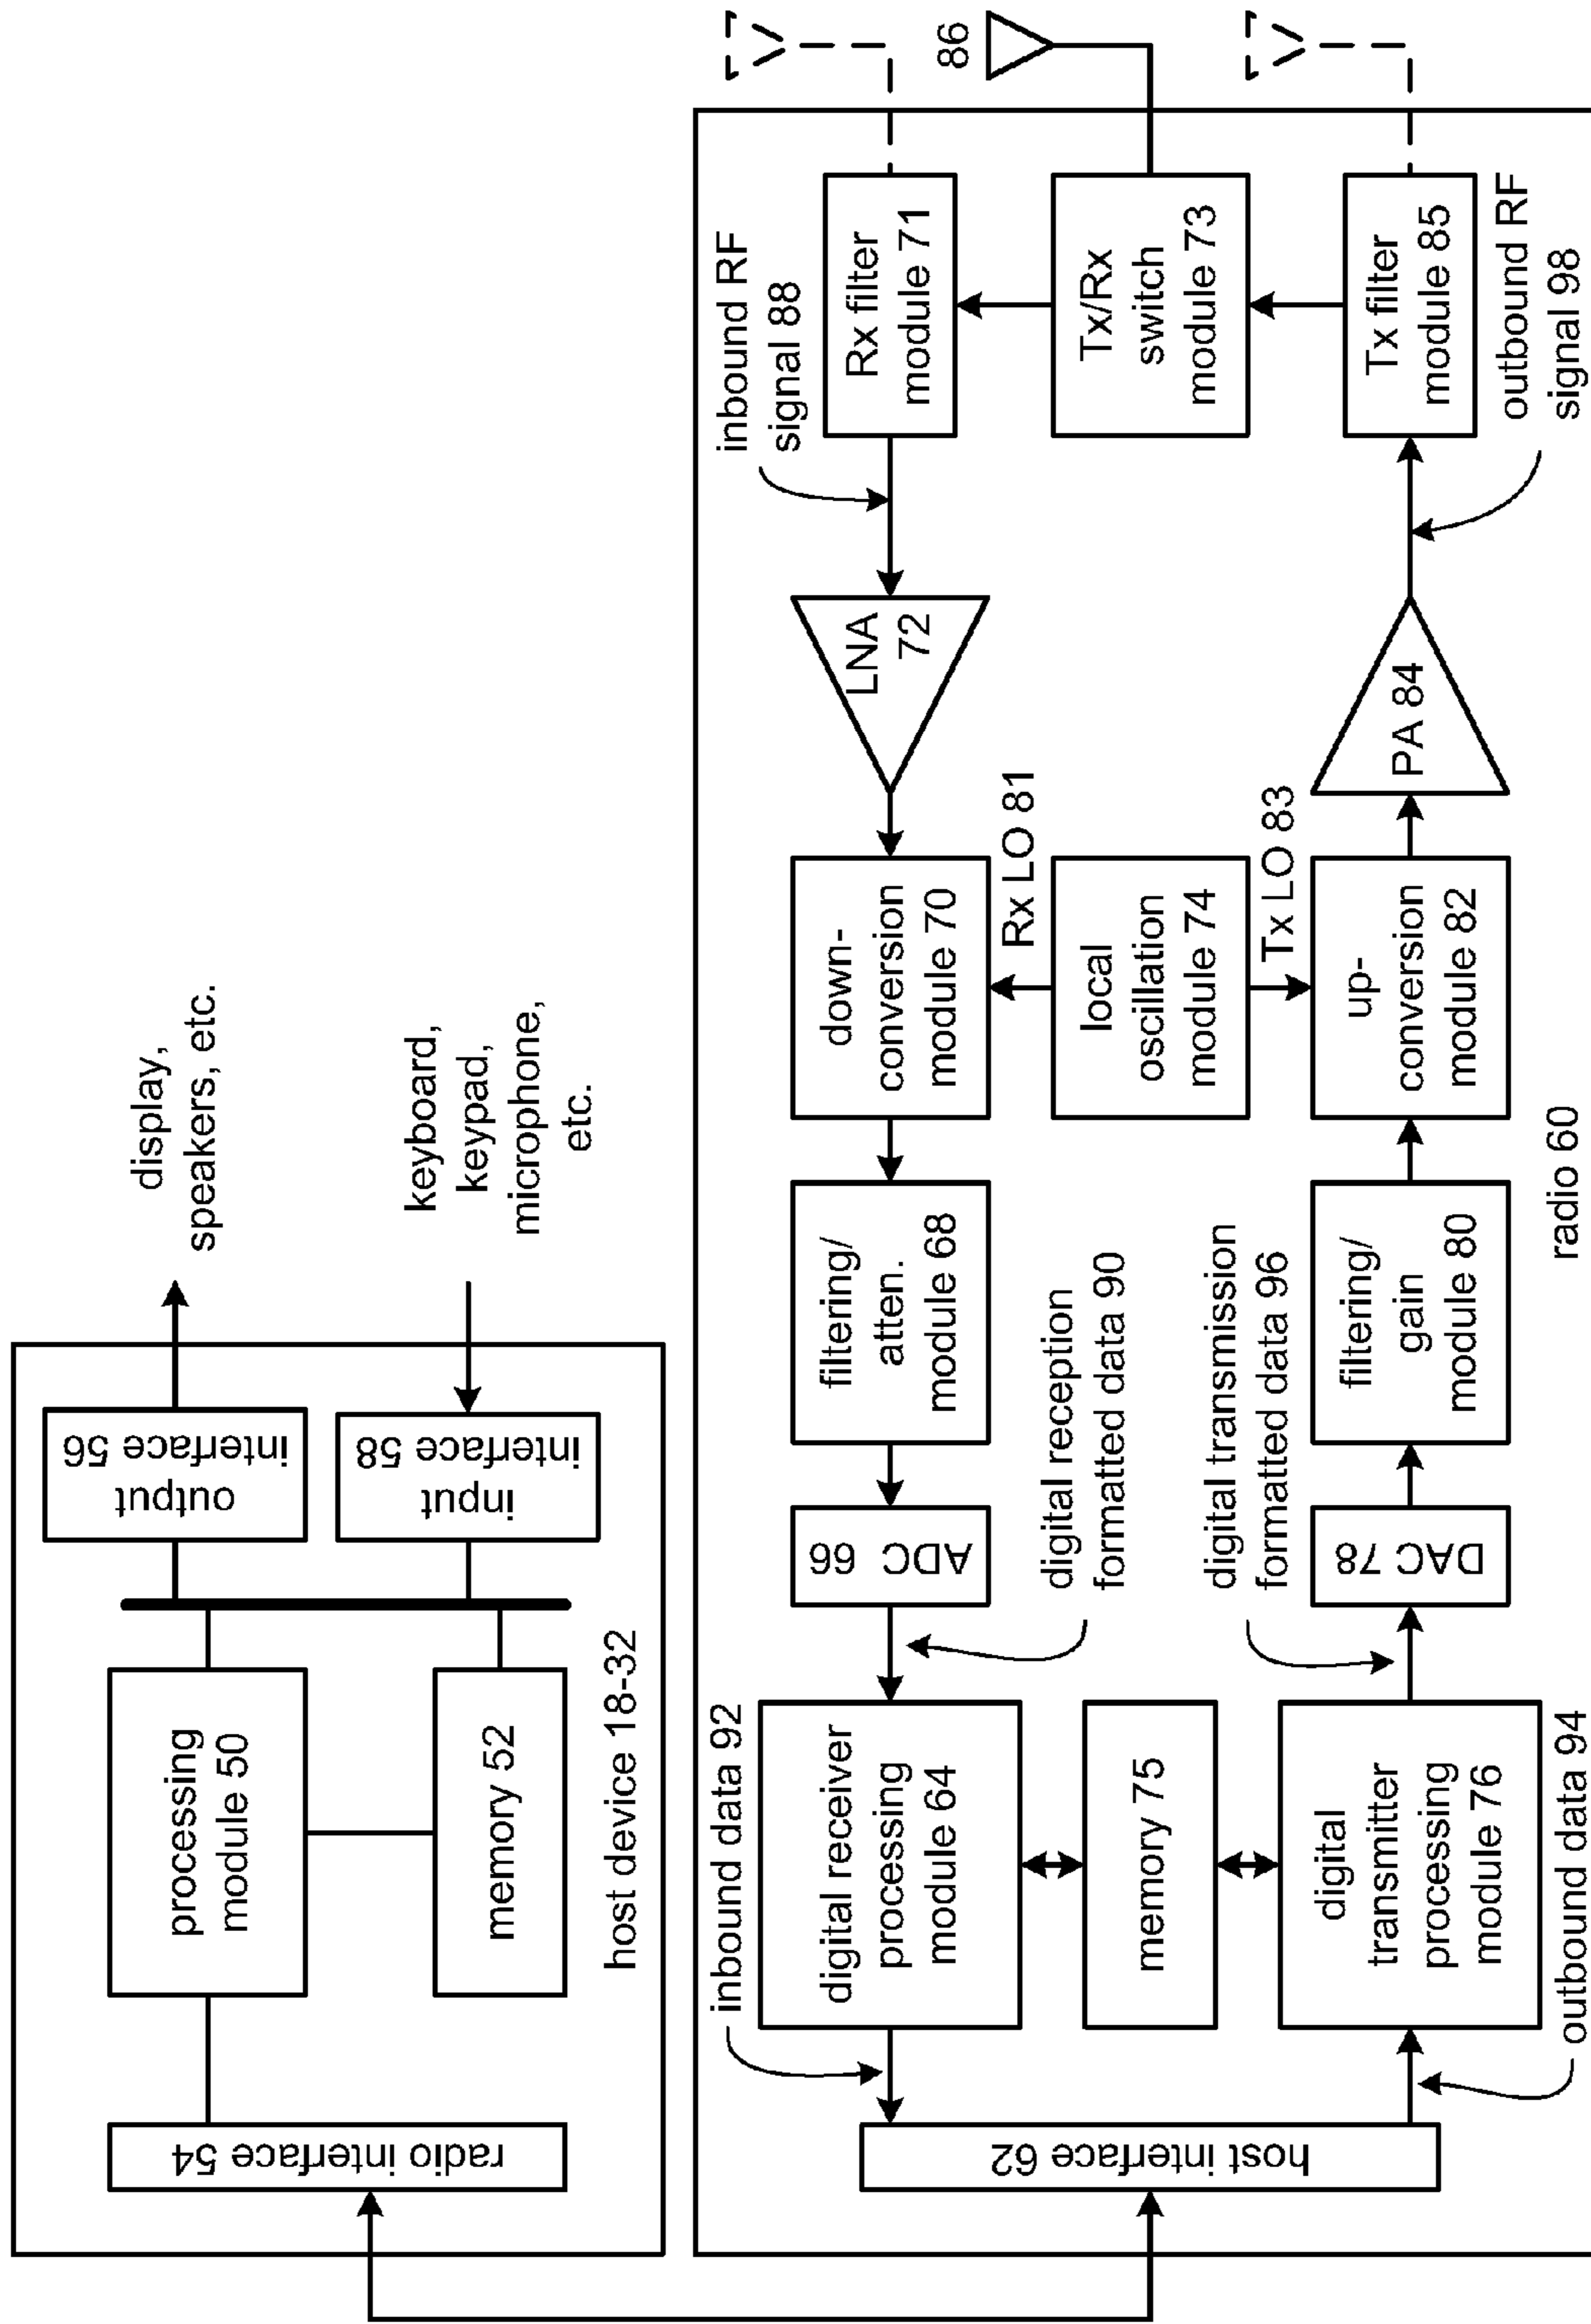 display,
speakers, etc.
keyboard,
keypad,
microphone,
etc.
output
interface 56
input
interface 58
processing
module 50
memory 52
radio interface 54
host device 18-32
86
inbound RF
signal 88
Rx filter
module 71
Tx/Rx
switch
module 73
Tx filter
module 85
outbound RF
signal 98
LNA
72
PA 84
down-
conversion
module 70
Rx LO 81
local
oscillation
module 74
Tx LO 83
up-
conversion
module 82
filtering/
atten.
module 68
filtering/
gain
module 80
radio 60
ADC 66
digital reception
formatted data 90
digital transmission
formatted data 96
DAC 78
inbound data 92
digital receiver
processing
module 64
memory 75
digital
transmitter
processing
module 76
outbound data 94
host interface 62